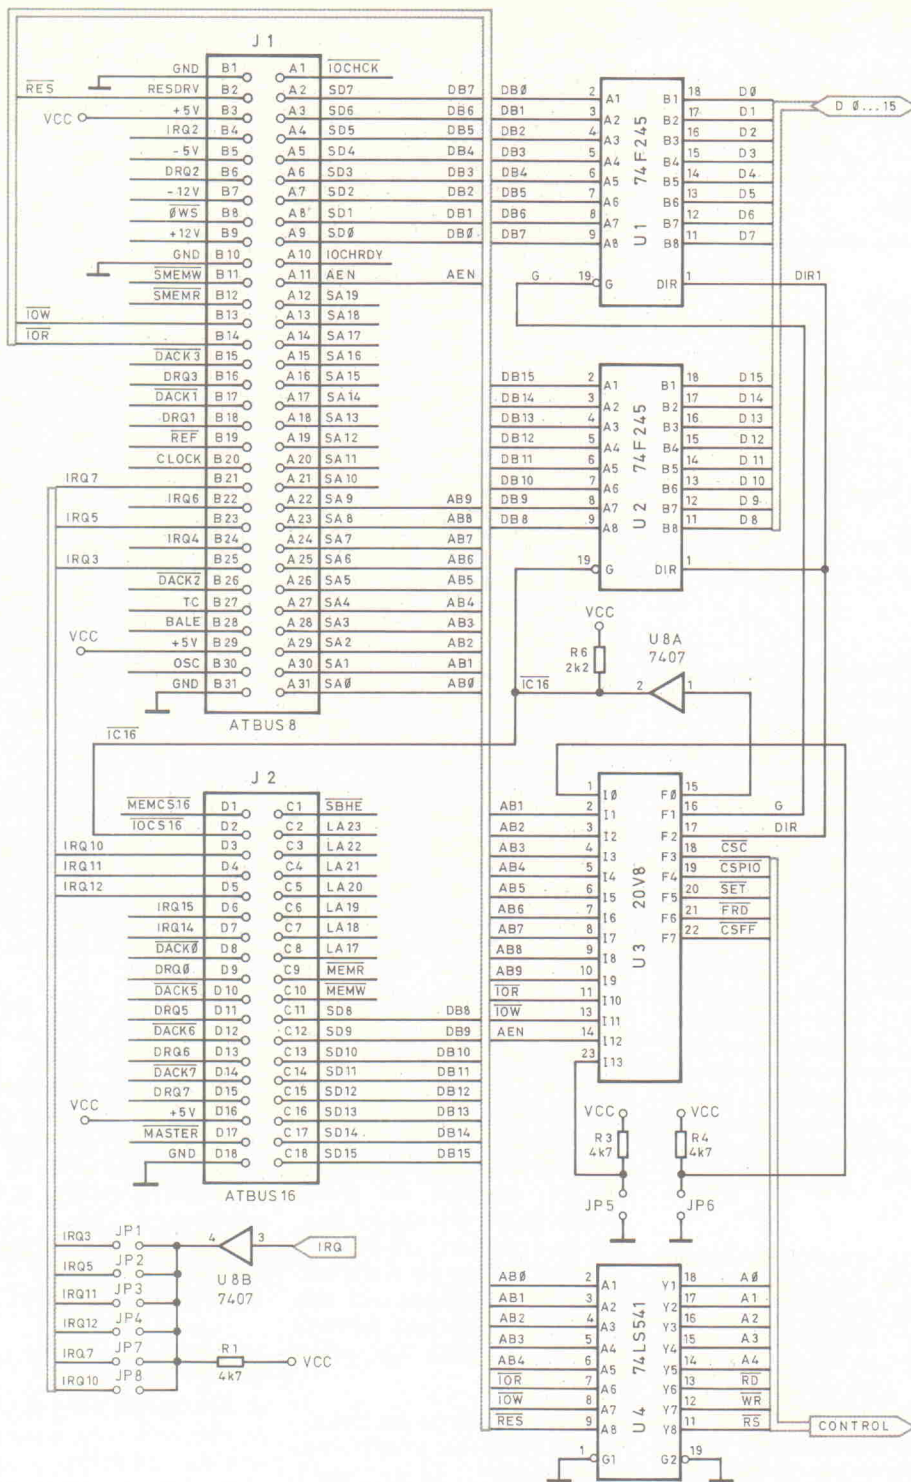 J1
GND B1 A1 IOCHCK
RES RESDRV B2 A2 SD7 DB7
VCC +5V B3 A3 SD6 DB6
IRQ2 B4 A4 SD5 DB5
-5V B5 A5 SD4 DB4
DRQ2 B6 A6 SD3 DB3
-12V B7 A7 SD2 DB2
ØWS B8 A8 SD1 DB1
+12V B9 A9 SDØ DBØ
GND B10 A10 IOCHRDY
SMEMW B11 A11 AEN AEN
SMEMR B12 A12 SA19
IOW B13 A13 SA18
IOR B14 A14 SA17
DACK3 B15 A15 SA16
DRQ3 B16 A16 SA15
DACK1 B17 A17 SA14
DRQ1 B18 A18 SA13
REF B19 A19 SA12
CLOCK B20 A20 SA11
IRQ7 B21 A21 SA10
IRQ6 B22 A22 SA9 AB9
IRQ5 B23 A23 SA8 AB8
IRQ4 B24 A24 SA7 AB7
IRQ3 B25 A25 SA6 AB6
DACK2 B26 A26 SA5 AB5
TC B27 A27 SA4 AB4
BALE B28 A28 SA3 AB3
VCC +5V B29 A29 SA2 AB2
OSC B30 A30 SA1 AB1
GND B31 A31 SAØ ABØ
ATBUS8
IC16
J2
MEMCS16 D1 C1 SBHE
IOCS16 D2 C2 LA23
IRQ10 D3 C3 LA22
IRQ11 D4 C4 LA21
IRQ12 D5 C5 LA20
IRQ15 D6 C6 LA19
IRQ14 D7 C7 LA18
DACKØ D8 C8 LA17
DRQØ D9 C9 MEMR
DACK5 D10 C10 MEMW
DRQ5 D11 C11 SD8 DB8
DACK6 D12 C12 SD9 DB9
DRQ6 D13 C13 SD10 DB10
DACK7 D14 C14 SD11 DB11
DRQ7 D15 C15 SD12 DB12
VCC +5V D16 C16 SD13 DB13
MASTER D17 C17 SD14 DB14
GND D18 C18 SD15 DB15
ATBUS16
IRQ3 JP1 4 3 IRQ
IRQ5 JP2 U8B
IRQ11 JP3 7407
IRQ12 JP4
IRQ7 JP7 R1 VCC
IRQ10 JP8 4k7
DBØ 2 A1 B1 18 DØ
DB1 3 A2 B2 17 D1
DB2 4 A3 B3 16 D2
DB3 5 A4 B4 15 D3
DB4 6 A5 B5 14 D4
DB5 7 A6 B6 13 D5
DB6 8 A7 B7 12 D6
DB7 9 A8 B8 11 D7
G 19 G DIR 1 DIR1
U1 74F245
D Ø...15
DB15 2 A1 B1 18 D15
DB14 3 A2 B2 17 D14
DB13 4 A3 B3 16 D13
DB12 5 A4 B4 15 D12
DB11 6 A5 B5 14 D11
DB10 7 A6 B6 13 D10
DB9 8 A7 B7 12 D9
DB8 9 A8 B8 11 D8
19 G DIR 1
U2 74F245
VCC
R6
2k2
U8A
7407
IC16 2 1
1 IØ FØ 15
AB1 2 I1 F1 16 G
AB2 3 I2 F2 17 DIR
AB3 4 I3 F3 18 CSC
AB4 5 I4 F4 19 CSPIO
AB5 6 I5 F5 20 SET
AB6 7 I6 F6 21 FRD
AB7 8 I7 F7 22 CSFF
AB8 9 I8
AB9 10 I9
IOR 11 I10
IOW 13 I11
AEN 14 I12
23 I13
U3 20V8
VCC VCC
R3 R4
4k7 4k7
JP5 JP6
ABØ 2 A1 Y1 18 AØ
AB1 3 A2 Y2 17 A1
AB2 4 A3 Y3 16 A2
AB3 5 A4 Y4 15 A3
AB4 6 A5 Y5 14 A4
IOR 7 A6 Y6 13 RD
IOW 8 A7 Y7 12 WR
RES 9 A8 Y8 11 RS
1 G1 G2 19
U4 74LS541
CONTROL